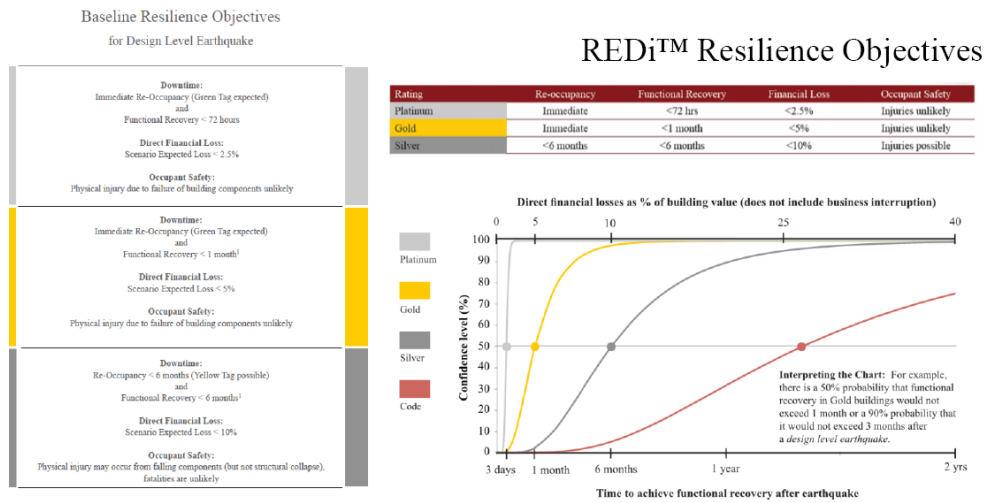 Baseline Resilience Objectives
for Design Level Earthquake
Downtime:
Immediate Re-Occupancy (Green Tag expected)
and
Functional Recovery < 72 hours
Direct Financial Loss:
Scenario Expected Loss < 2.5%
Occupant Safety:
Physical injury due to failure of building components unlikely
Downtime:
Immediate Re-Occupancy (Green Tag expected)
and
Functional Recovery < 1 month¹
Direct Financial Loss:
Scenario Expected Loss < 5%
Occupant Safety:
Physical injury due to failure of building components unlikely
Downtime:
Re-Occupancy < 6 months (Yellow Tag possible)
and
Functional Recovery < 6 months¹
Direct Financial Loss:
Scenario Expected Loss < 10%
Occupant Safety:
Physical injury may occur from falling components (but not structural collapse),
fatalities are unlikely
REDi™ Resilience Objectives
Rating Re-occupancy Functional Recovery Financial Loss Occupant Safety
Platinum Immediate <72 hrs <2.5% Injuries unlikely
Gold Immediate <1 month <5% Injuries unlikely
Silver <6 months <6 months <10% Injuries possible
Direct financial losses as % of building value (does not include business interruption)
0 5 10 25 40
Platinum
Gold
Silver
Code
Confidence level (%)
100
90
80
70
60
50
40
30
20
10
0
Interpreting the Chart: For example,
there is a 50% probability that functional
recovery in Gold buildings would not
exceed 1 month or a 90% probability that
it would not exceed 3 months after
a design level earthquake.
3 days 1 month 6 months 1 year 2 yrs
Time to achieve functional recovery after earthquake